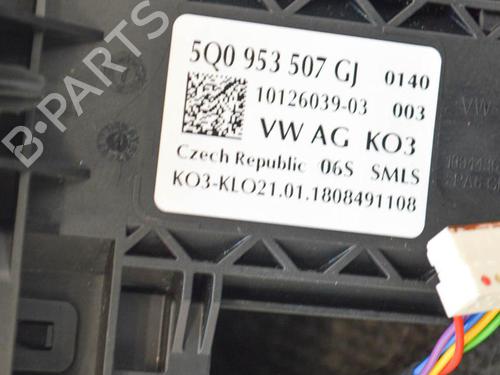 5Q0 953 507 GJ 0140
10126039-03 003
VW AG KO3
Czech Republic 06S SMLS
KO3-KLO21.01.1808491108
B-PARTS
VW